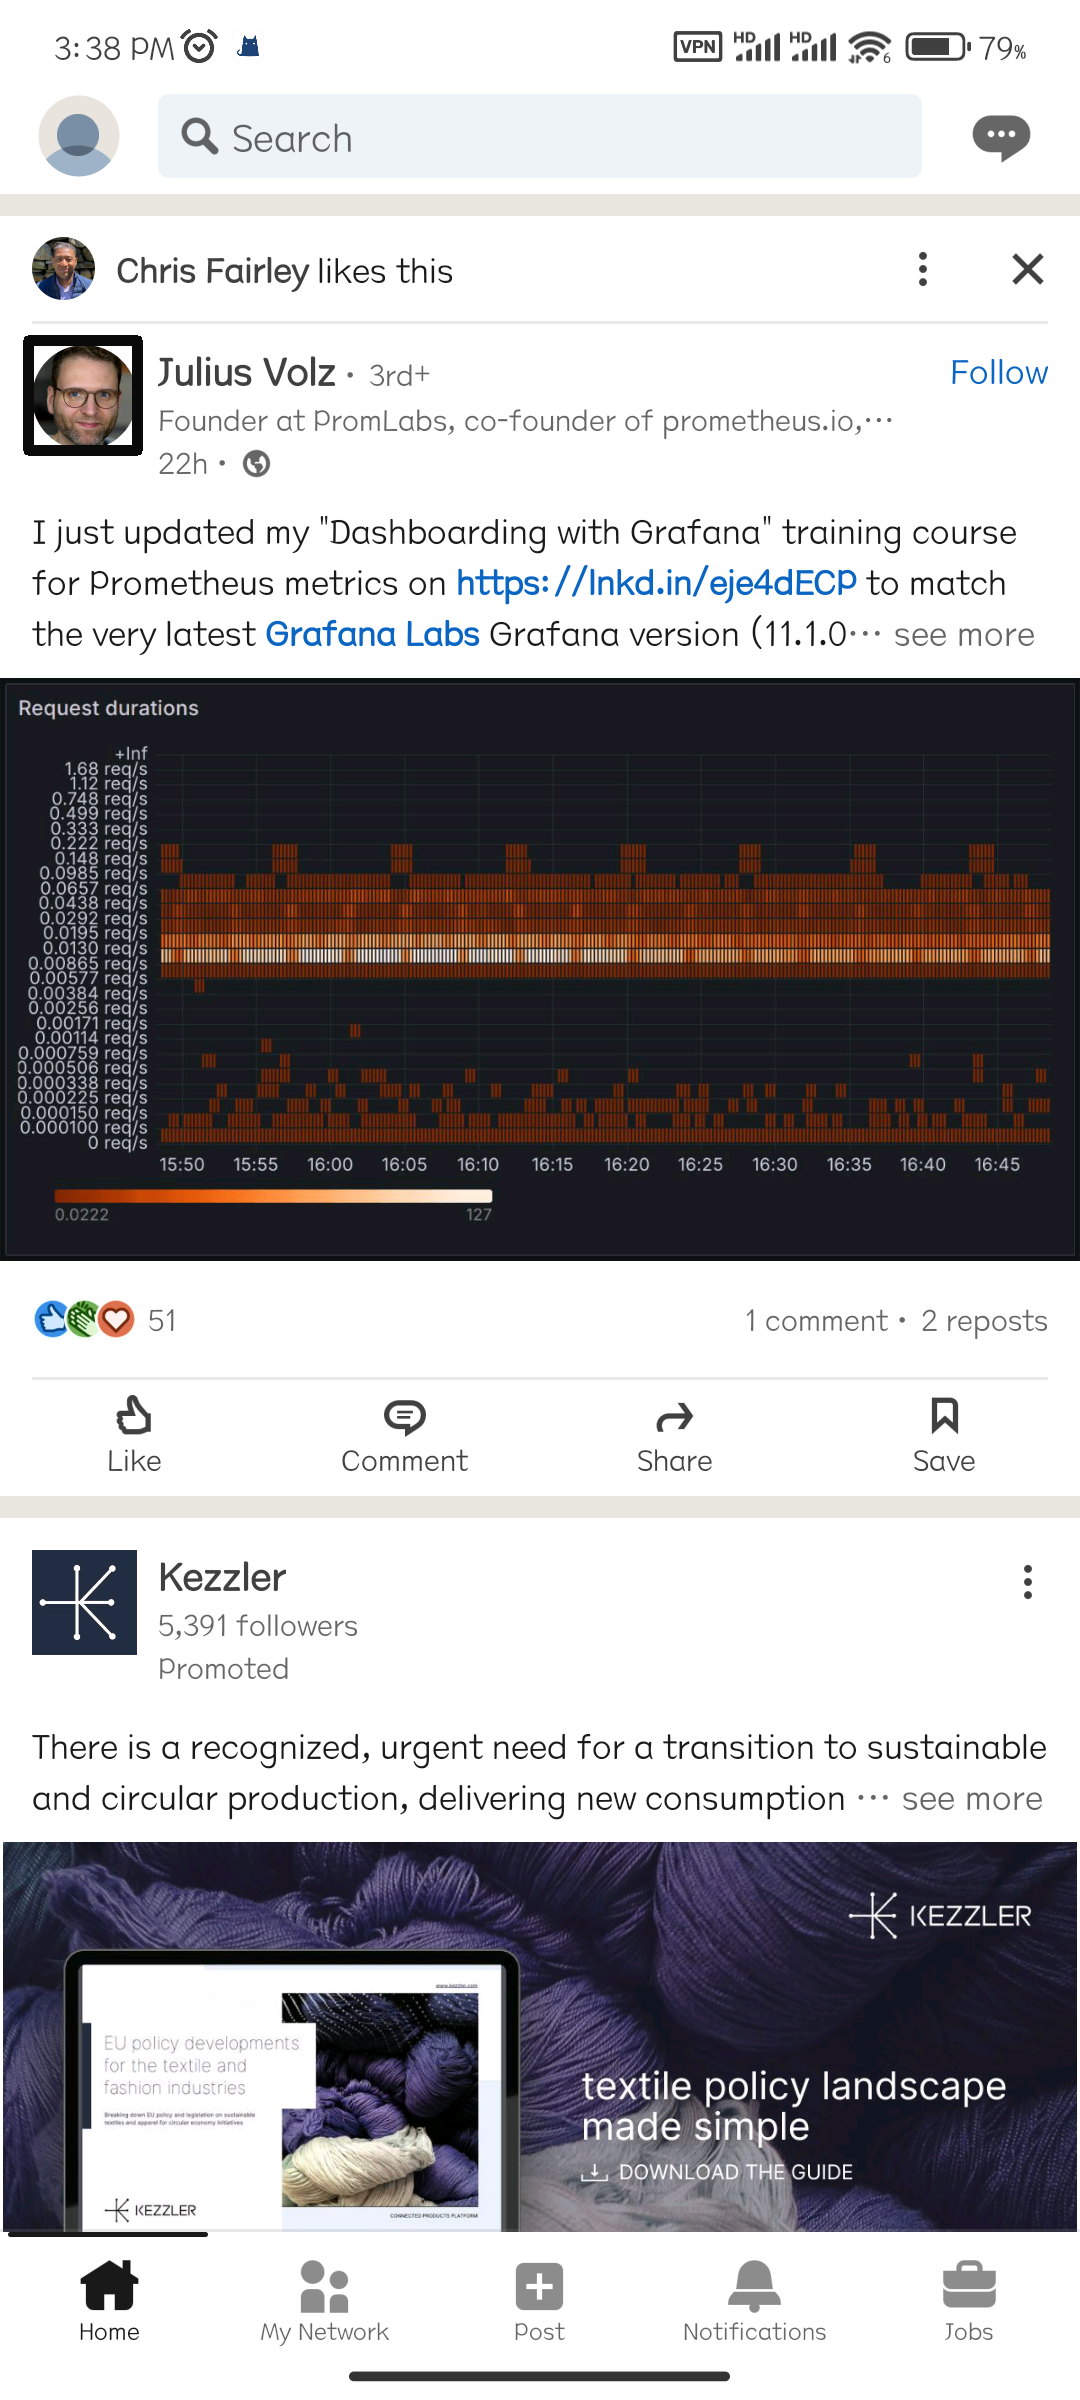 3:38 PM
VPN HD HD 6 79%
Search
Chris Fairley likes this
Julius Volz • 3rd+
Follow
Founder at PromLabs, co-founder of prometheus.io,...
22h •
I just updated my "Dashboarding with Grafana" training course
for Prometheus metrics on https://lnkd.in/eje4dECP to match
the very latest Grafana Labs Grafana version (11.1.0... see more
Request durations
+Inf
1.68 req/s
1.12 req/s
0.748 req/s
0.499 req/s
0.333 req/s
0.222 req/s
0.148 req/s
0.0985 req/s
0.0657 req/s
0.0438 req/s
0.0292 req/s
0.0195 req/s
0.0130 req/s
0.00865 req/s
0.00577 req/s
0.00384 req/s
0.00256 req/s
0.00171 req/s
0.00114 req/s
0.000759 req/s
0.000506 req/s
0.000338 req/s
0.000225 req/s
0.000150 req/s
0.000100 req/s
0 req/s
15:50 15:55 16:00 16:05 16:10 16:15 16:20 16:25 16:30 16:35 16:40 16:45
0.0222 127
51
1 comment • 2 reposts
Like Comment Share Save
Kezzler
5,391 followers
Promoted
There is a recognized, urgent need for a transition to sustainable
and circular production, delivering new consumption ... see more
KEZZLER
www.kezzler.com
EU policy developments
for the textile and
fashion industries
Breaking down EU policy and legislation on sustainable
textiles and apparel for circular economy initiatives
KEZZLER
CONNECTED PRODUCTS PLATFORM
textile policy landscape
made simple
DOWNLOAD THE GUIDE
Home My Network Post Notifications Jobs